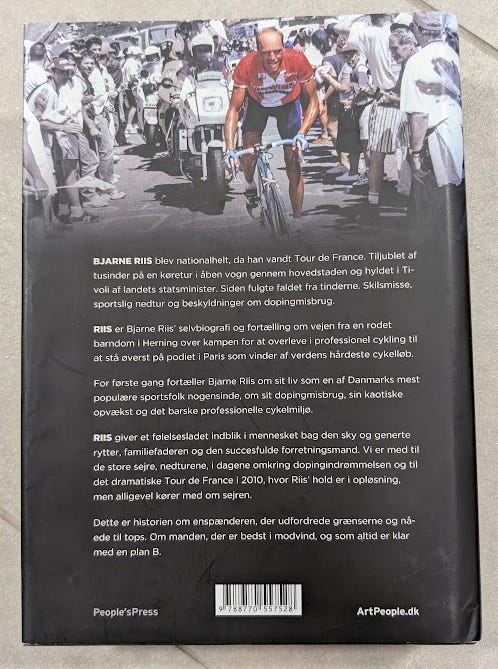 BJARNE RIIS blev nationalhelt, da han vandt Tour de France. Tiljublet af
tusinder på en køretur i åben vogn gennem hovedstaden og hyldet i Ti-
voli af landets statsminister. Siden fulgte faldet fra tinderne. Skilsmisse,
sportslig nedtur og beskyldninger om dopingmisbrug.
RIIS er Bjarne Riis' selvbiografi og fortælling om vejen fra en rodet
barndom i Herning over kampen for at overleve i professionel cykling til
at stå øverst på podiet i Paris som vinder af verdens hårdeste cykelløb.
For første gang fortæller Bjarne Riis om sit liv som en af Danmarks mest
populære sportsfolk nogensinde, om sit dopingmisbrug, sin kaotiske
opvækst og det barske professionelle cykelmiljø.
RIIS giver et følelsesladet indblik i mennesket bag den sky og generte
rytter, familiefaderen og den succesfulde forretningsmand. Vi er med til
de store sejre, nedturene, i dagene omkring dopingindrømmelsen og til
det dramatiske Tour de France i 2010, hvor Riis' hold er i opløsning,
men alligevel kører med om sejren.
Dette er historien om enspænderen, der udfordrede grænserne og nå-
ede til tops. Om manden, der er bedst i modvind, og som altid er klar
med en plan B.
People'sPress
9 788770 557528
ArtPeople.dk